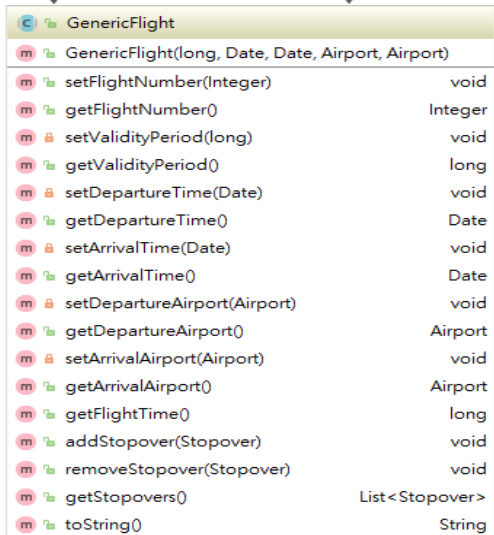 C GenericFlight
m GenericFlight(long, Date, Date, Airport, Airport)
m setFlightNumber(Integer) void
m getFlightNumber() Integer
m setValidityPeriod(long) void
m getValidityPeriod() long
m setDepartureTime(Date) void
m getDepartureTime() Date
m setArrivalTime(Date) void
m getArrivalTime() Date
m setDepartureAirport(Airport) void
m getDepartureAirport() Airport
m setArrivalAirport(Airport) void
m getArrivalAirport() Airport
m getFlightTime() long
m addStopover(Stopover) void
m removeStopover(Stopover) void
m getStopovers() List<Stopover>
m toString() String